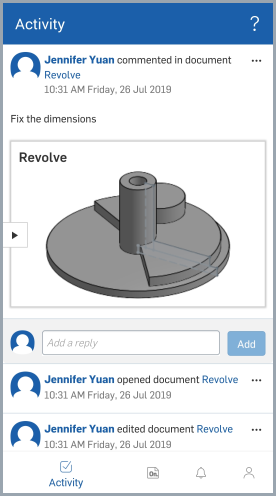 Activity ?
Jennifer Yuan commented in document
Revolve
10:31 AM Friday, 26 Jul 2019
Fix the dimensions
Revolve
Add a reply
Add
Jennifer Yuan opened document Revolve
10:31 AM Friday, 26 Jul 2019
Jennifer Yuan edited document Revolve
10:31 AM Friday, 26 Jul 2019
Activity